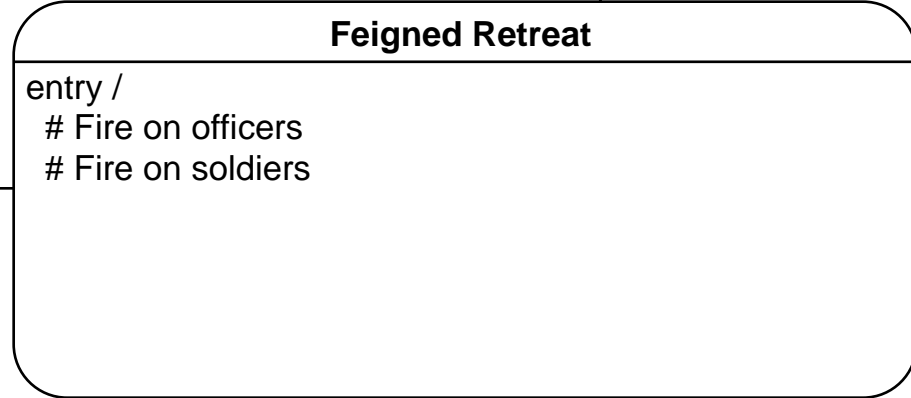 Feigned Retreat
entry /
# Fire on officers
# Fire on soldiers